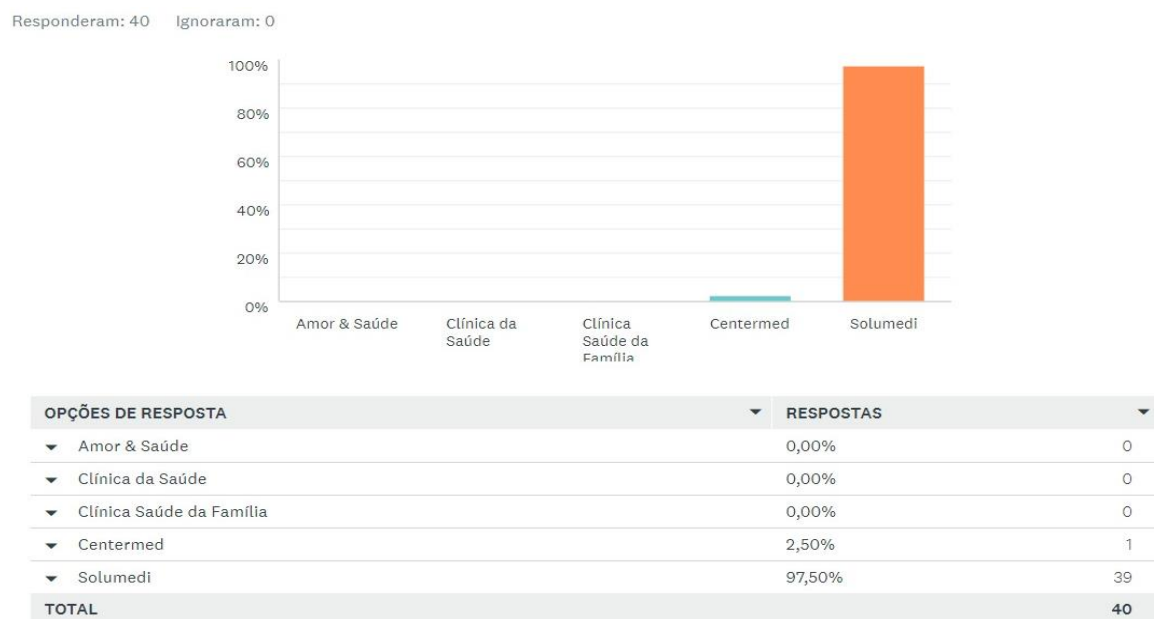 Responderam: 40 Ignoraram: 0
100%
80%
60%
40%
20%
0%
Amor & Saúde
Clínica da
Saúde
Clínica
Saúde da
Família
Centermed
Solumedi
OPÇÕES DE RESPOSTA RESPOSTAS
Amor & Saúde 0,00% 0
Clínica da Saúde 0,00% 0
Clínica Saúde da Família 0,00% 0
Centermed 2,50% 1
Solumedi 97,50% 39
TOTAL 40